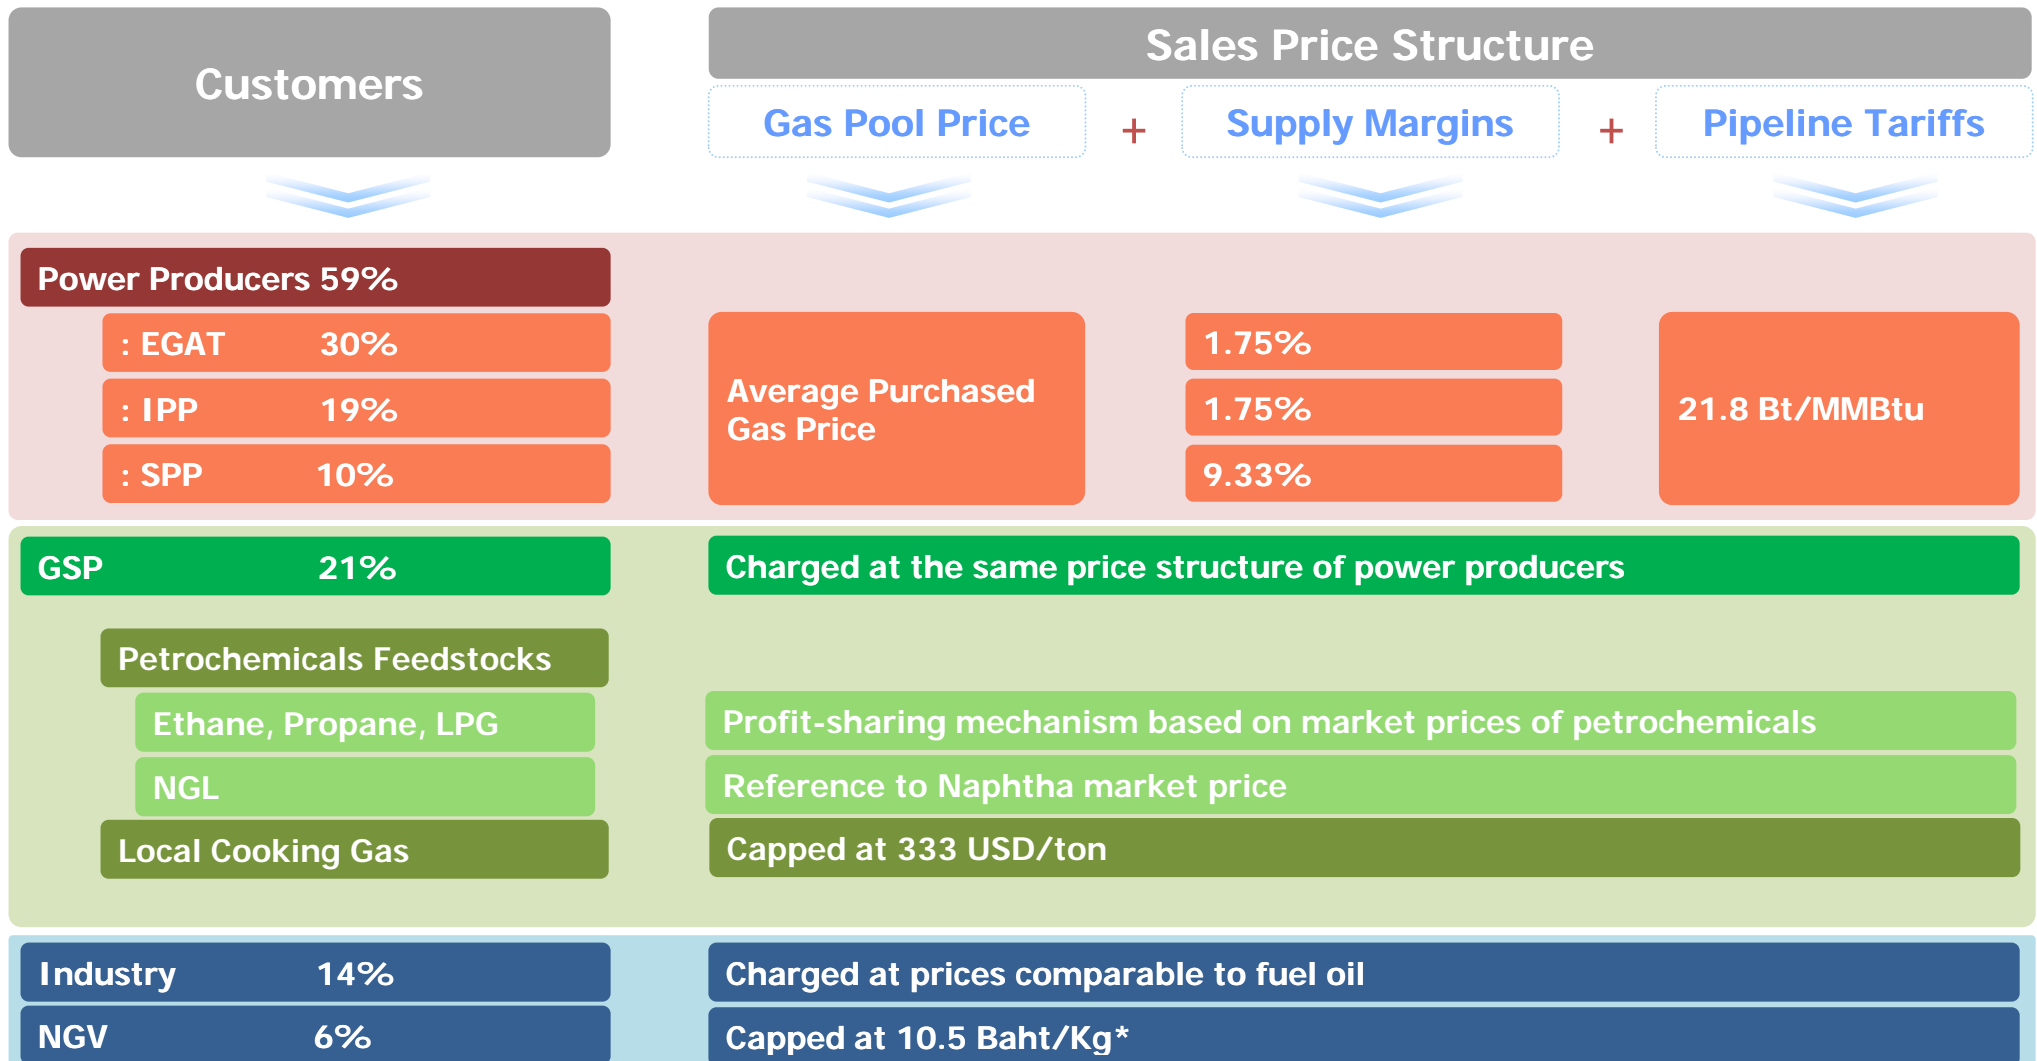 Customers
Sales Price Structure
Gas Pool Price + Supply Margins + Pipeline Tariffs
Power Producers 59%
: EGAT 30%
: IPP 19%
: SPP 10%
Average Purchased
Gas Price
1.75%
1.75%
9.33%
21.8 Bt/MMBtu
GSP 21%
Charged at the same price structure of power producers
Petrochemicals Feedstocks
Ethane, Propane, LPG
Profit-sharing mechanism based on market prices of petrochemicals
NGL
Reference to Naphtha market price
Local Cooking Gas
Capped at 333 USD/ton
Industry 14%
Charged at prices comparable to fuel oil
NGV 6%
Capped at 10.5 Baht/Kg*